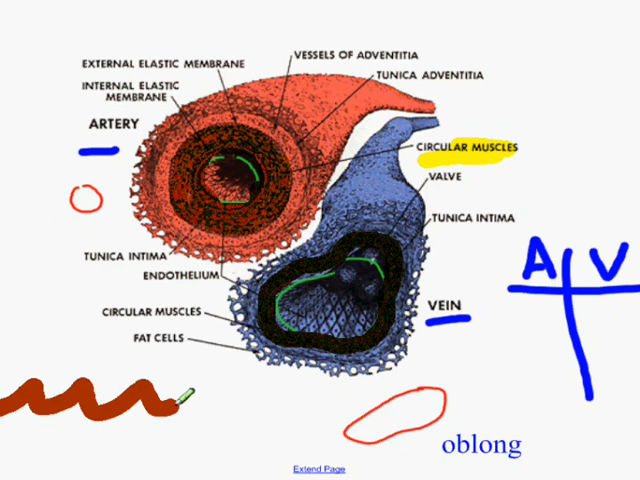 VESSELS OF ADVENTITIA
EXTERNAL ELASTIC MEMBRANE
TUNICA ADVENTITIA
INTERNAL ELASTIC
MEMBRANE
ARTERY
CIRCULAR MUSCLES
VALVE
TUNICA INTIMA
TUNICA INTIMA
ENDOTHELIUM
A V
CIRCULAR MUSCLES
VEIN
FAT CELLS
oblong
Extend Page